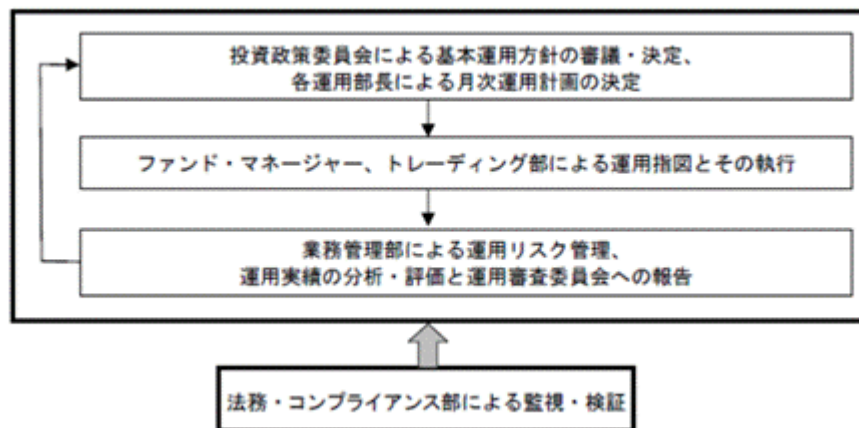 投資政策委員会による基本運用方針の審議・決定、
各運用部長による月次運用計画の決定
ファンド・マネージャー、トレーディング部による運用指図とその執行
業務管理部による運用リスク管理、
運用実績の分析・評価と運用審査委員会への報告
法務・コンプライアンス部による監視・検証